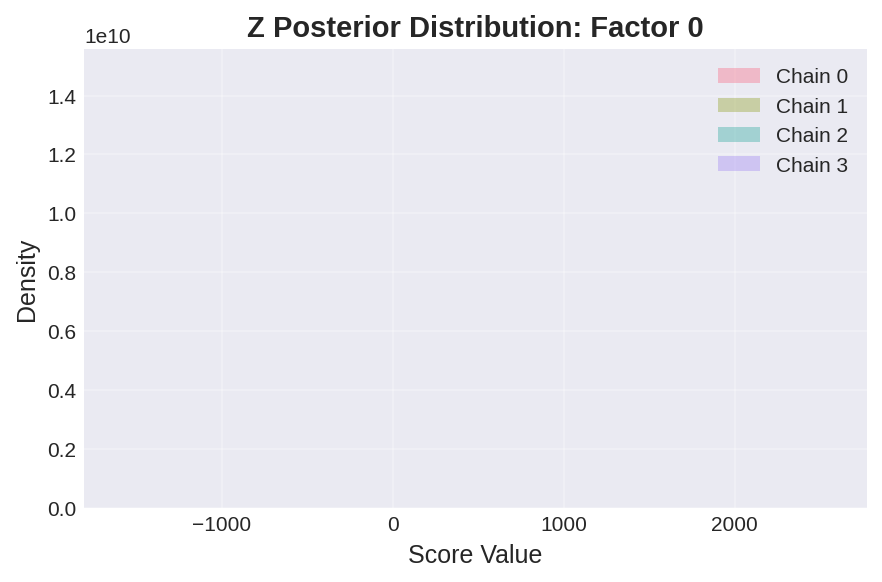 Z Posterior Distribution: Factor 0
1e10
Chain 0
Chain 1
Chain 2
Chain 3
1.4
1.2
1.0
0.8
0.6
0.4
0.2
0.0
Density
−1000
0
1000
2000
Score Value